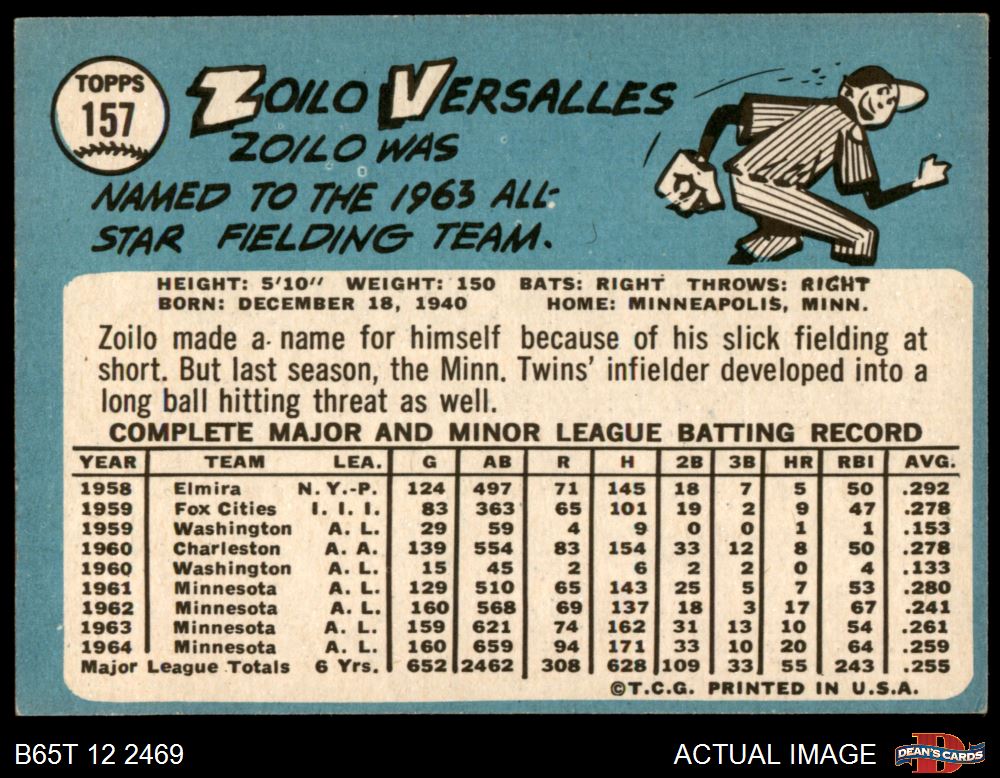 TOPPS
157
ZOILO VERSALLES
ZOILO WAS
NAMED TO THE 1963 ALL-
STAR FIELDING TEAM.
HEIGHT: 5'10" WEIGHT: 150 BATS: RIGHT THROWS: RIGHT
BORN: DECEMBER 18, 1940 HOME: MINNEAPOLIS, MINN.
Zoilo made a name for himself because of his slick fielding at
short. But last season, the Minn. Twins' infielder developed into a
long ball hitting threat as well.
COMPLETE MAJOR AND MINOR LEAGUE BATTING RECORD
YEAR TEAM LEA. G AB R H 2B 3B HR RBI AVG.
1958 Elmira N.Y.-P. 124 497 71 145 18 7 5 50 .292
1959 Fox Cities I. I. I. 83 363 65 101 19 2 9 47 .278
1959 Washington A. L. 29 59 4 9 0 0 1 1 .153
1960 Charleston A. A. 139 554 83 154 33 12 8 50 .278
1960 Washington A. L. 15 45 2 6 2 2 0 4 .133
1961 Minnesota A. L. 129 510 65 143 25 5 7 53 .280
1962 Minnesota A. L. 160 568 69 137 18 3 17 67 .241
1963 Minnesota A. L. 159 621 74 162 31 13 10 54 .261
1964 Minnesota A. L. 160 659 94 171 33 10 20 64 .259
Major League Totals 6 Yrs. 652 2462 308 628 109 33 55 243 .255
©T.C.G. PRINTED IN U.S.A.
B65T 12 2469 ACTUAL IMAGE DEAN'S CARDS